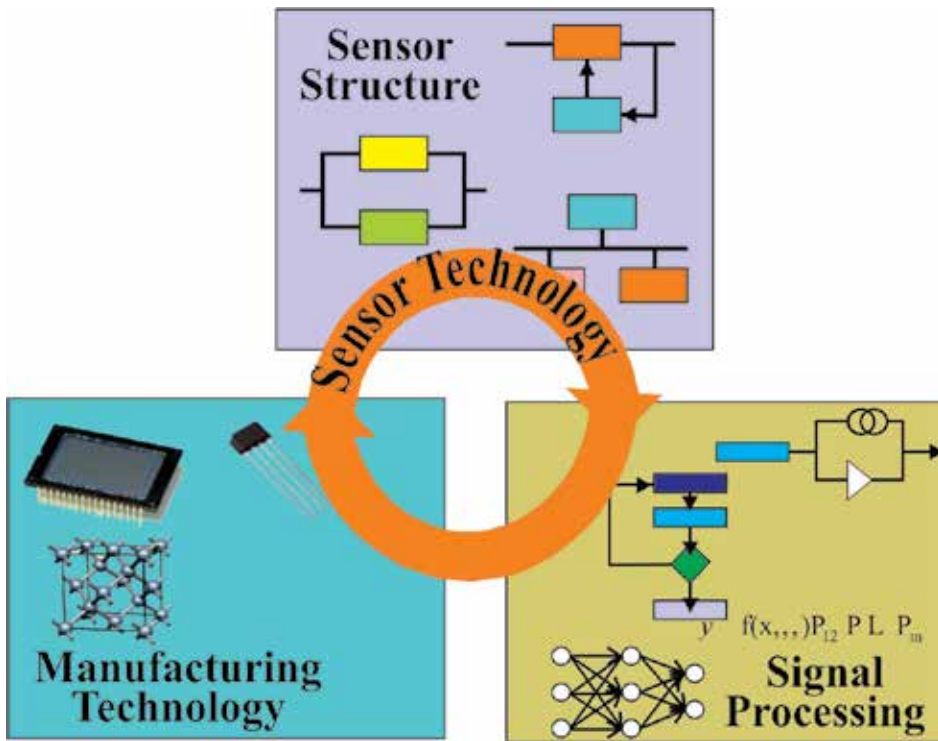 Sensor
Structure
Sensor Technology
Manufacturing
Technology
y f(x,,,)P12 P L Pm
Signal
Processing